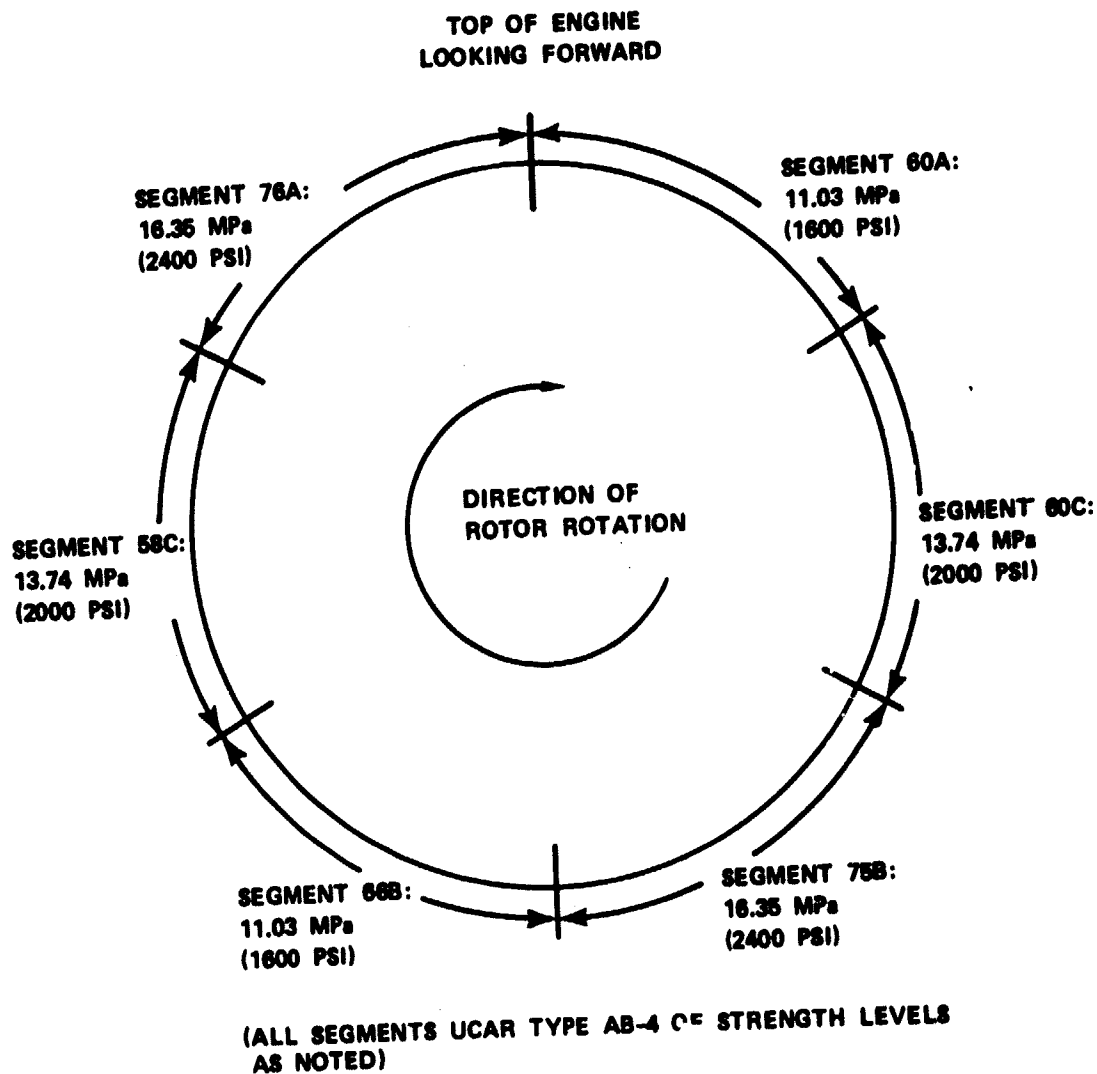 TOP OF ENGINE
LOOKING FORWARD
SEGMENT 76A:
16.35 MPa
(2400 PSI)
SEGMENT 60A:
11.03 MPa
(1600 PSI)
DIRECTION OF
ROTOR ROTATION
SEGMENT 60C:
13.74 MPa
(2000 PSI)
SEGMENT 58C:
13.74 MPa
(2000 PSI)
SEGMENT 66B:
11.03 MPa
(1600 PSI)
SEGMENT 75B:
16.35 MPa
(2400 PSI)
(ALL SEGMENTS UCAR TYPE AB-4 OF STRENGTH LEVELS
AS NOTED)